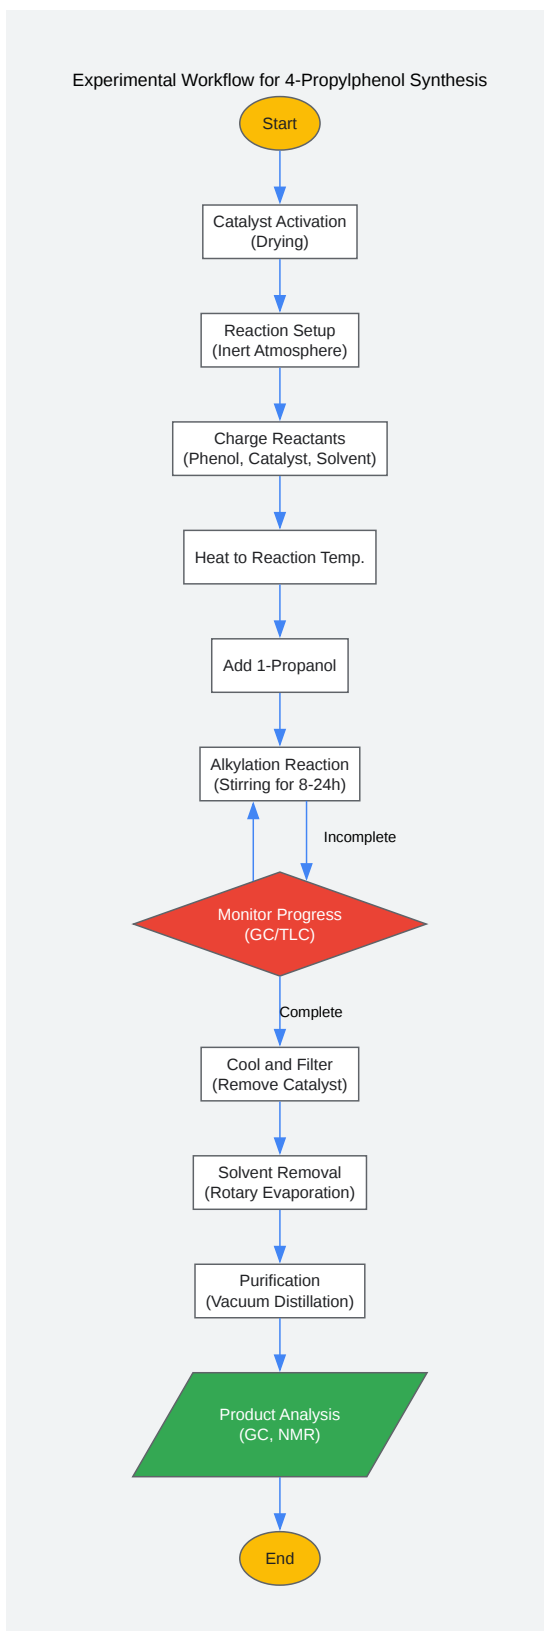 Experimental Workflow for 4-Propylphenol Synthesis
Start
Catalyst Activation
(Drying)
Reaction Setup
(Inert Atmosphere)
Charge Reactants
(Phenol, Catalyst, Solvent)
Heat to Reaction Temp.
Add 1-Propanol
Alkylation Reaction
(Stirring for 8-24h)
Incomplete
Monitor Progress
(GC/TLC)
Complete
Cool and Filter
(Remove Catalyst)
Solvent Removal
(Rotary Evaporation)
Purification
(Vacuum Distillation)
Product Analysis
(GC, NMR)
End